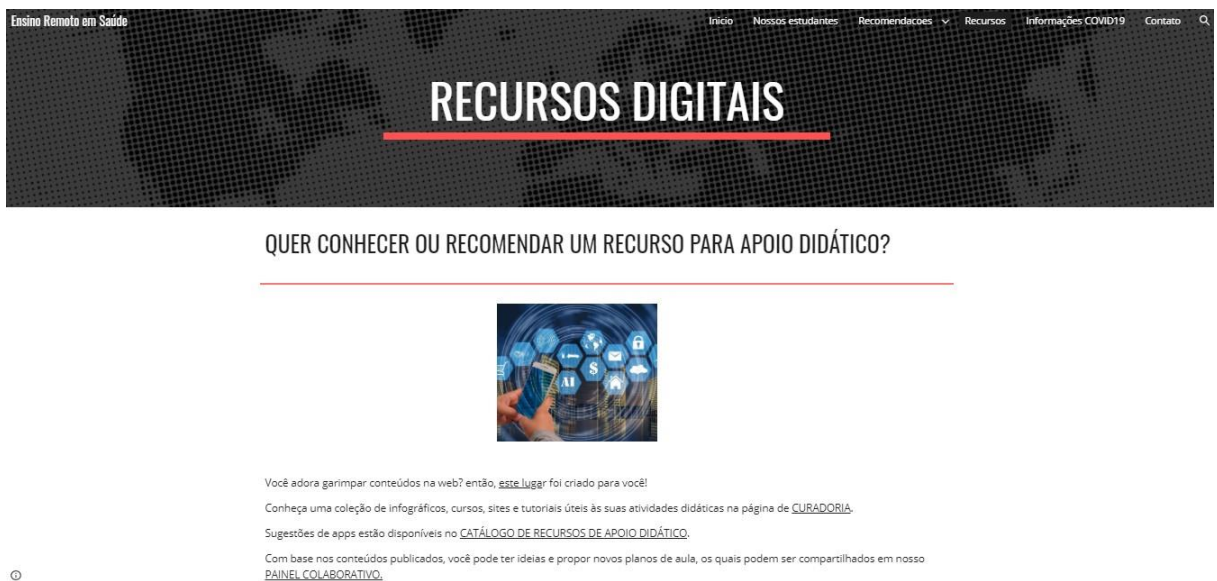 Ensino Remoto em Saúde
Inicio Nossos estudantes Recomendacoes Recursos Informações COVID19 Contato
RECURSOS DIGITAIS
QUER CONHECER OU RECOMENDAR UM RECURSO PARA APOIO DIDÁTICO?
AI $
Você adora garimpar conteúdos na web? então, este lugar foi criado para você!
Conheça uma coleção de infográficos, cursos, sites e tutoriais úteis às suas atividades didáticas na página de CURADORIA.
Sugestões de apps estão disponíveis no CATÁLOGO DE RECURSOS DE APOIO DIDÁTICO.
Com base nos conteúdos publicados, você pode ter ideias e propor novos planos de aula, os quais podem ser compartilhados em nosso
PAINEL COLABORATIVO.